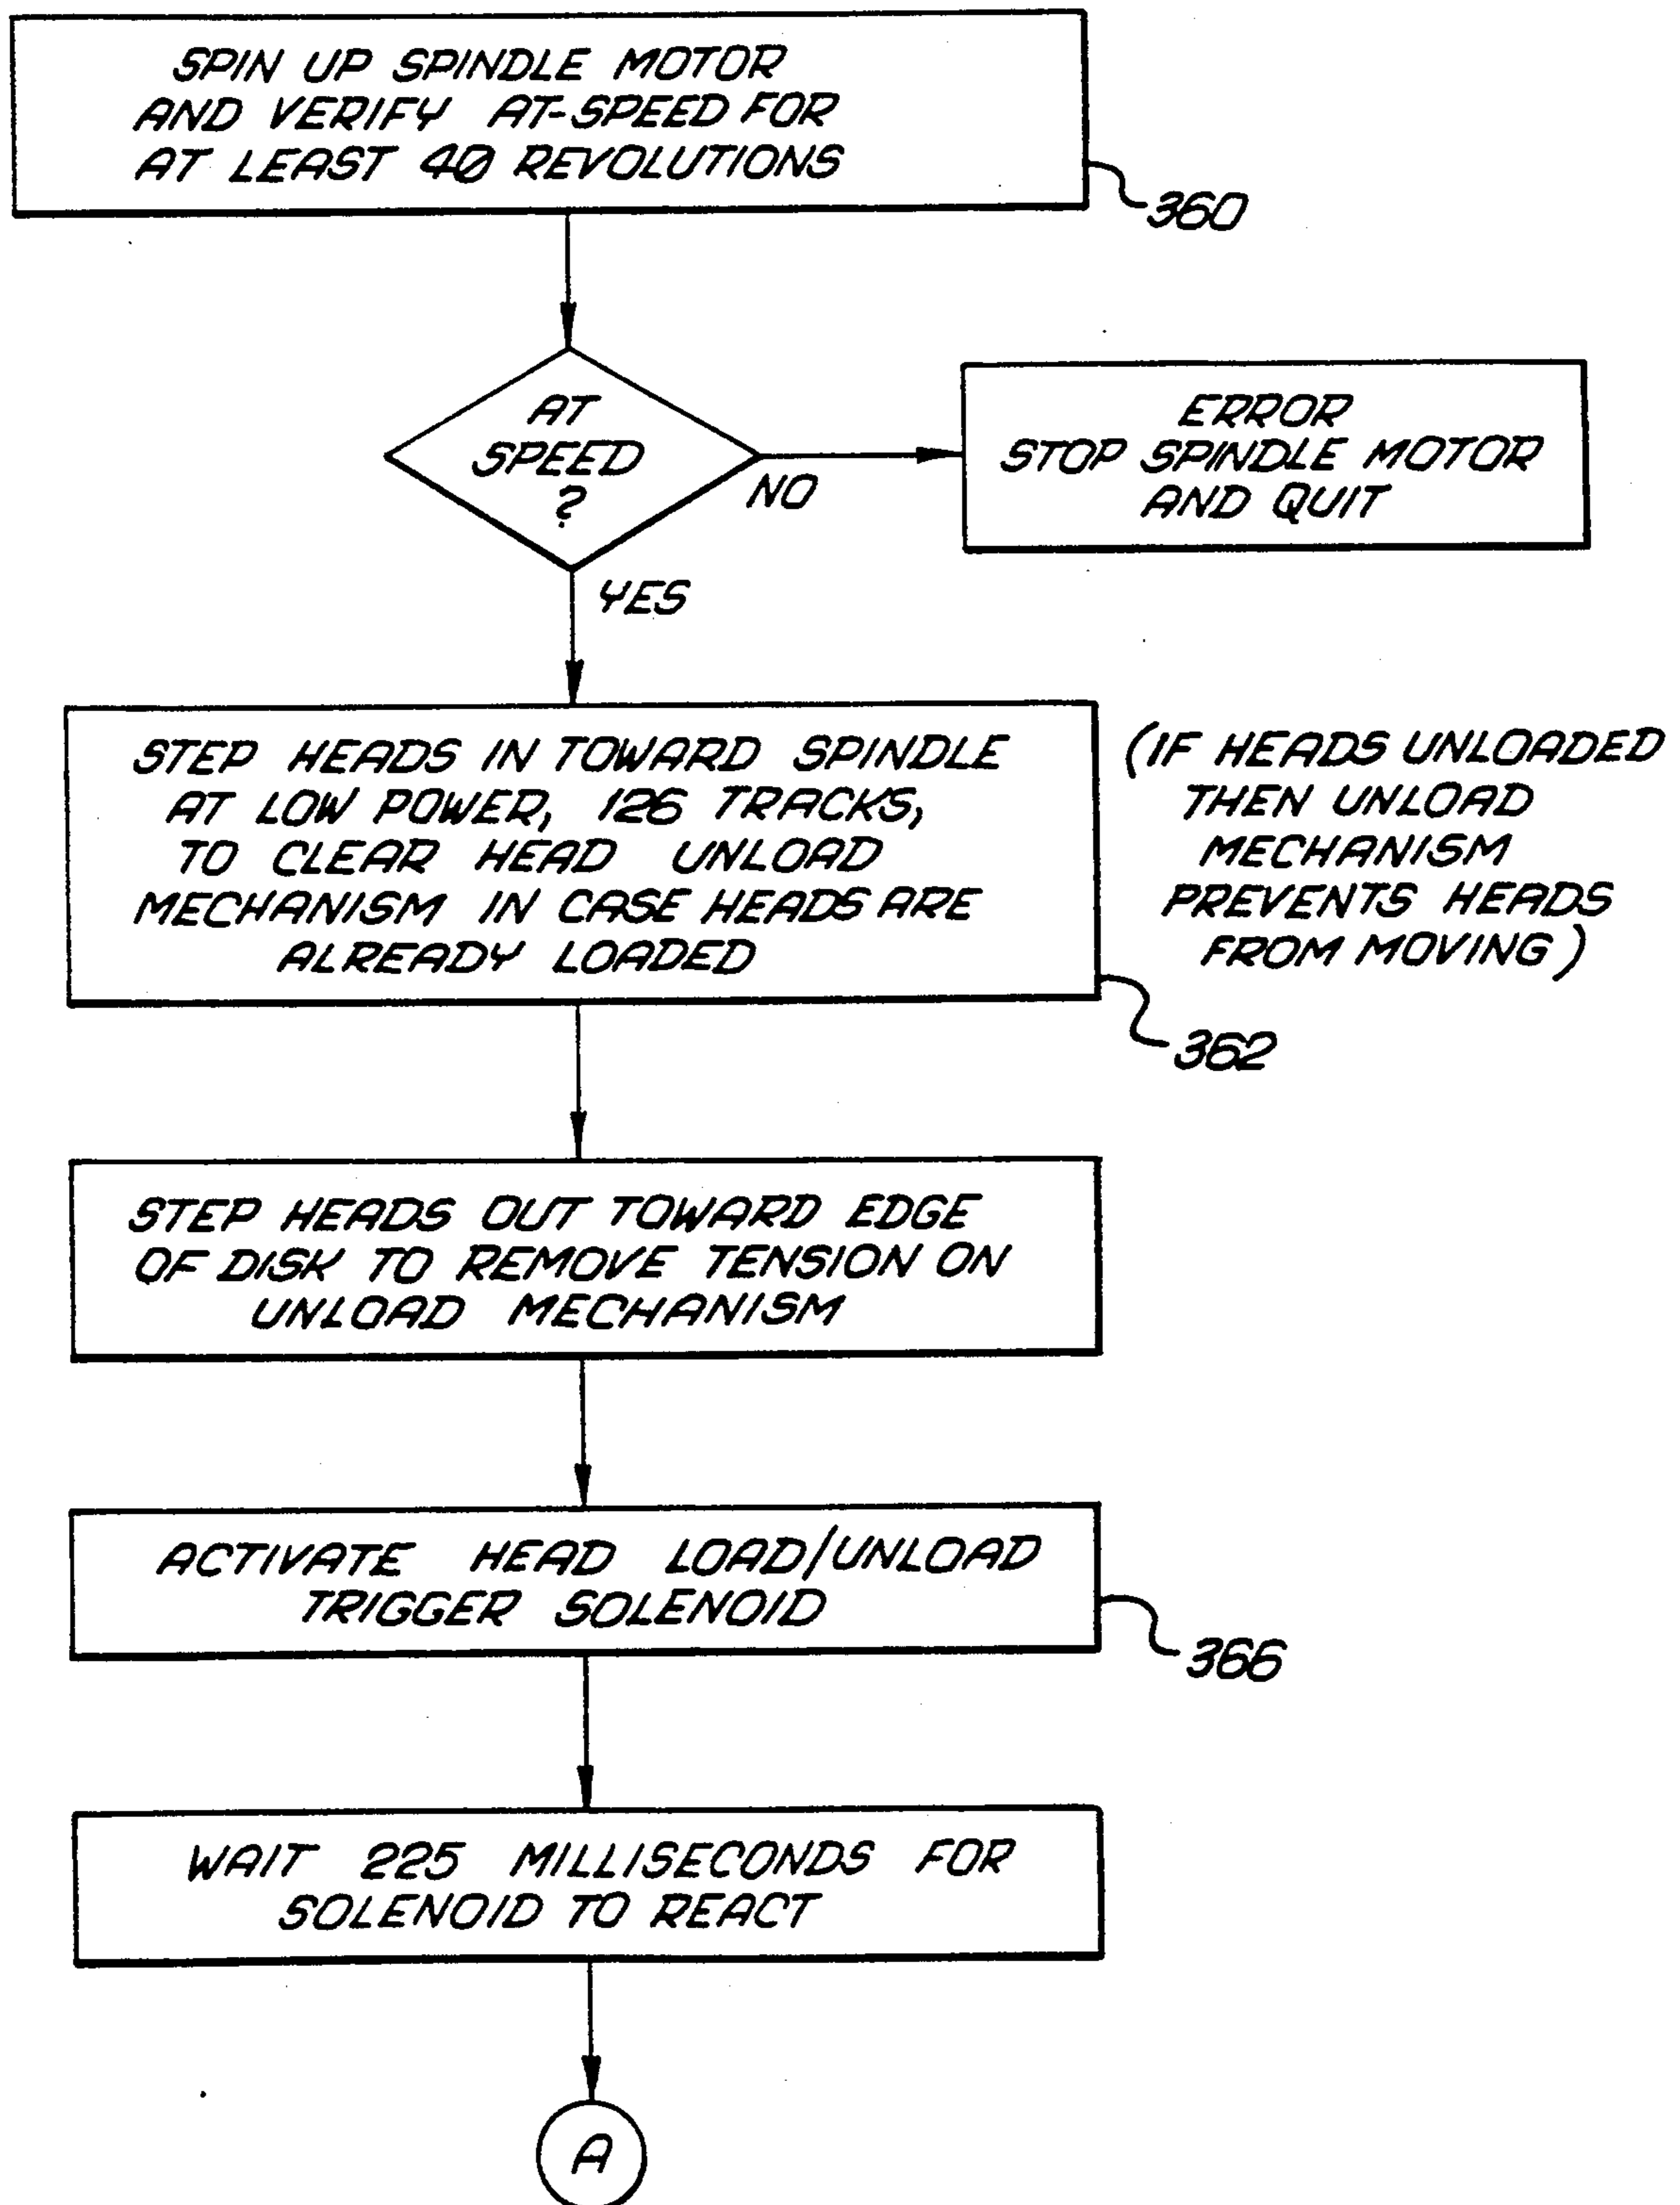 SPIN UP SPINDLE MOTOR
AND VERIFY AT-SPEED FOR
AT LEAST 40 REVOLUTIONS
360
AT
SPEED
?
NO
ERROR
STOP SPINDLE MOTOR
AND QUIT
YES
STEP HEADS IN TOWARD SPINDLE
AT LOW POWER, 126 TRACKS,
TO CLEAR HEAD UNLOAD
MECHANISM IN CASE HEADS ARE
ALREADY LOADED
(IF HEADS UNLOADED
THEN UNLOAD
MECHANISM
PREVENTS HEADS
FROM MOVING)
362
STEP HEADS OUT TOWARD EDGE
OF DISK TO REMOVE TENSION ON
UNLOAD MECHANISM
ACTIVATE HEAD LOAD/UNLOAD
TRIGGER SOLENOID
366
WAIT 225 MILLISECONDS FOR
SOLENOID TO REACT
A